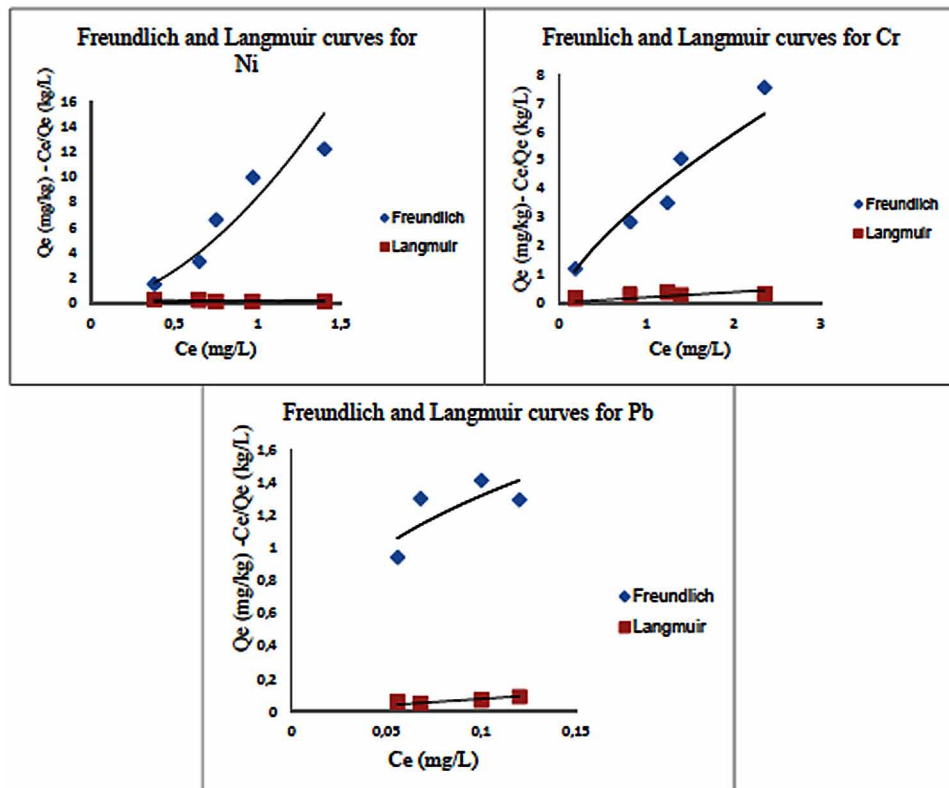 Freundlich and Langmuir curves for
Ni
Qe (mg/kg) - Ce/Qe (kg/L)
16
14
12
10
8
6
4
2
0
0
0,5
1
1,5
Ce (mg/L)
Freundlich
Langmuir
Freunlich and Langmuir curves for Cr
Qe (mg/kg)- Ce/Qe (kg/L)
8
7
6
5
4
3
2
1
0
0
1
2
3
Ce (mg/L)
Freundlich
Langmuir
Freundlich and Langmuir curves for Pb
Qe (mg/kg) -Ce/Qe (kg/L)
1,6
1,4
1,2
1
0,8
0,6
0,4
0,2
0
0
0,05
0,1
0,15
Ce (mg/L)
Freundlich
Langmuir